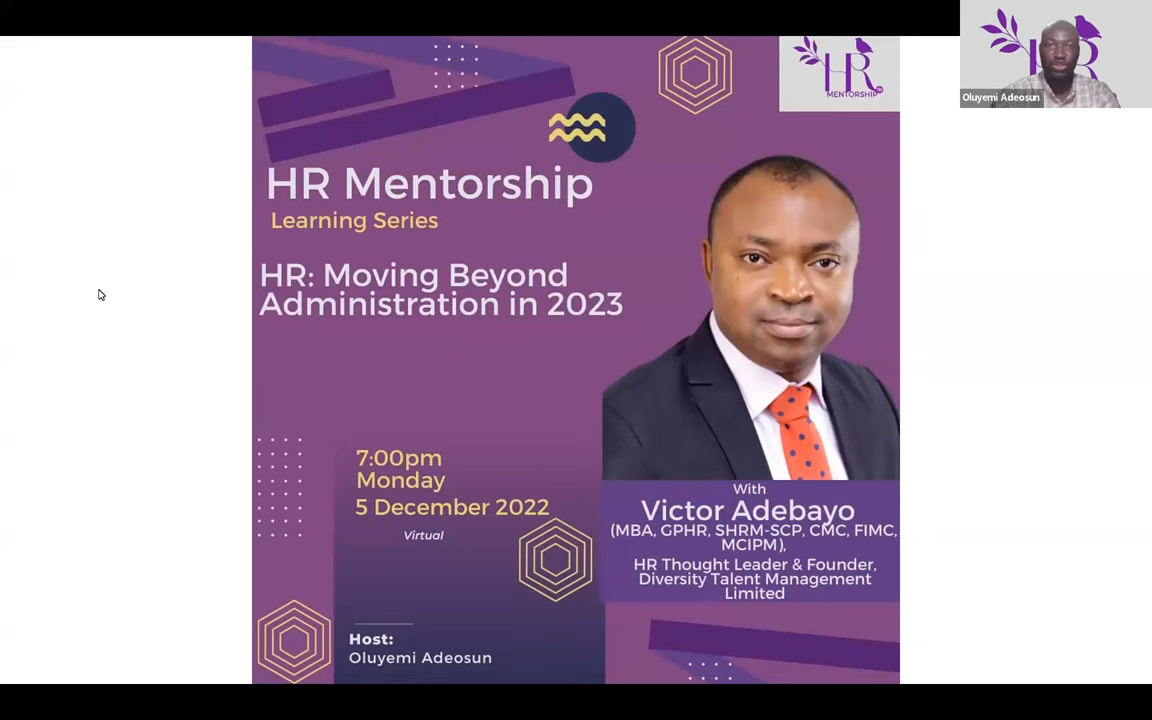 HR
MENTORSHIP
HR
Oluyemi Adeosun
HR Mentorship
Learning Series
HR: Moving Beyond
Administration in 2023
7:00pm
Monday
5 December 2022
Virtual
With
Victor Adebayo
(MBA, GPHR, SHRM-SCP, CMC, FIMC,
MCIPM),
HR Thought Leader & Founder,
Diversity Talent Management
Limited
Host:
Oluyemi Adeosun